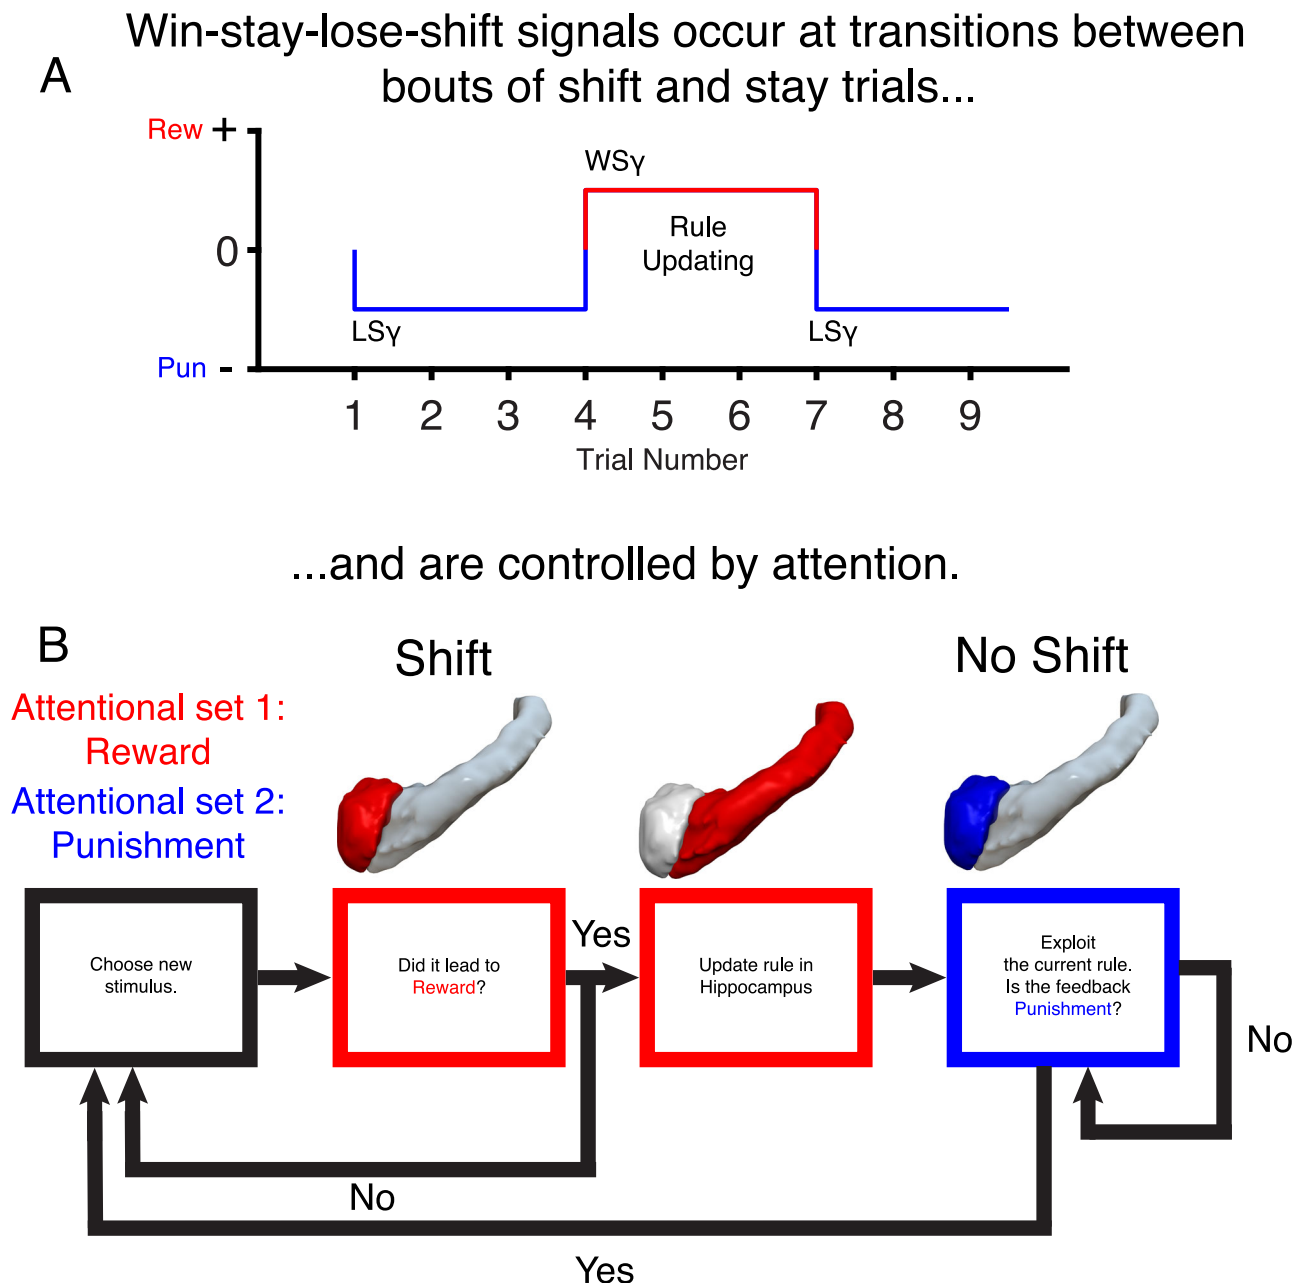 Win-stay-lose-shift signals occur at transitions between
bouts of shift and stay trials...
A
Rew +
WSγ
Rule
Updating
0
LSγ
LSγ
Pun -
1 2 3 4 5 6 7 8 9
Trial Number
...and are controlled by attention.
B
Shift
No Shift
Attentional set 1:
Reward
Attentional set 2:
Punishment
Choose new
stimulus.
Did it lead to
Reward?
Yes
Update rule in
Hippocampus
Exploit
the current rule.
Is the feedback
Punishment?
No
No
Yes